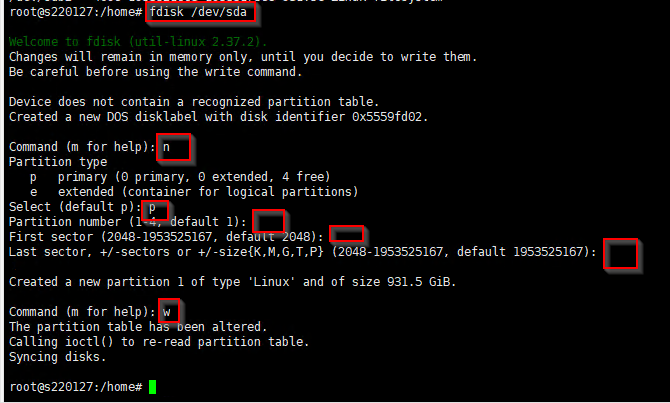 root@s220127:/home# fdisk /dev/sda
Welcome to fdisk (util-linux 2.37.2).
Changes will remain in memory only, until you decide to write them.
Be careful before using the write command.
Device does not contain a recognized partition table.
Created a new DOS disklabel with disk identifier 0x5559fd02.
Command (m for help): n
Partition type
p primary (0 primary, 0 extended, 4 free)
e extended (container for logical partitions)
Select (default p): p
Partition number (1-4, default 1):
First sector (2048-1953525167, default 2048):
Last sector, +/-sectors or +/-size{K,M,G,T,P} (2048-1953525167, default 1953525167):
Created a new partition 1 of type 'Linux' and of size 931.5 GiB.
Command (m for help): w
The partition table has been altered.
Calling ioctl() to re-read partition table.
Syncing disks.
root@s220127:/home#